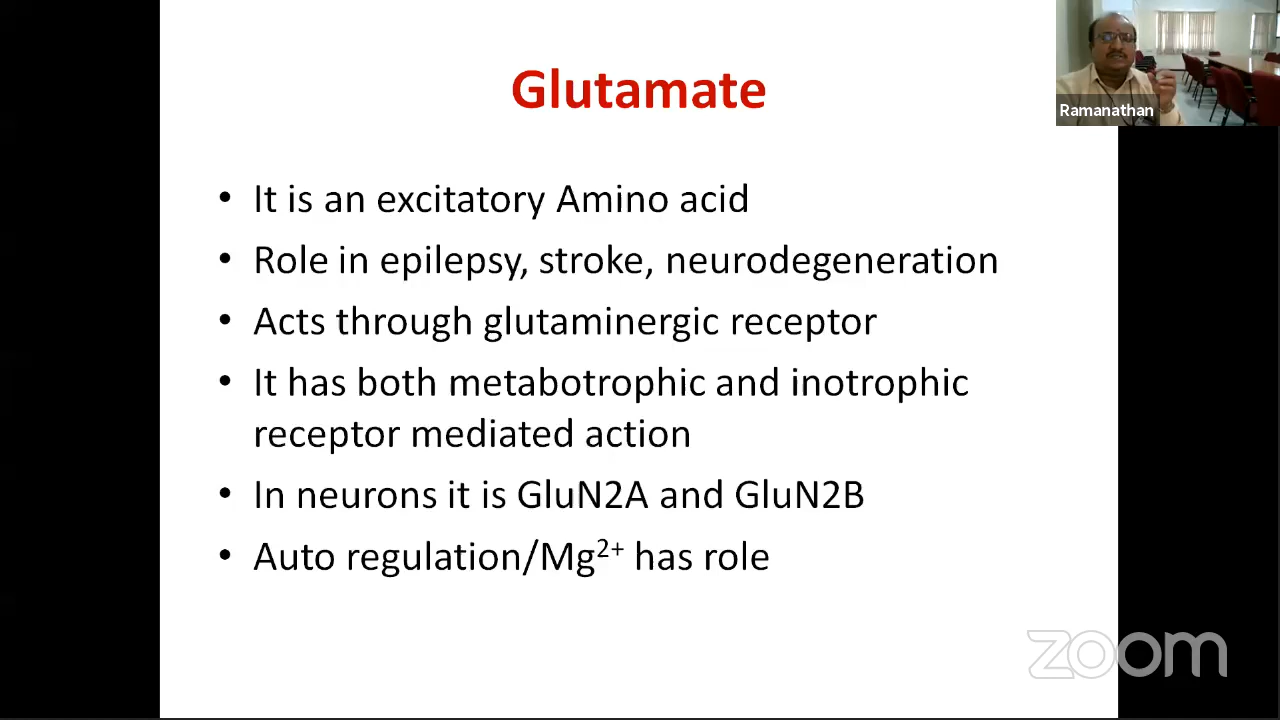 Glutamate
Ramanathan
• It is an excitatory Amino acid
• Role in epilepsy, stroke, neurodegeneration
• Acts through glutaminergic receptor
• It has both metabotrophic and inotrophic
receptor mediated action
• In neurons it is GluN2A and GluN2B
• Auto regulation/Mg²⁺ has role
zoom